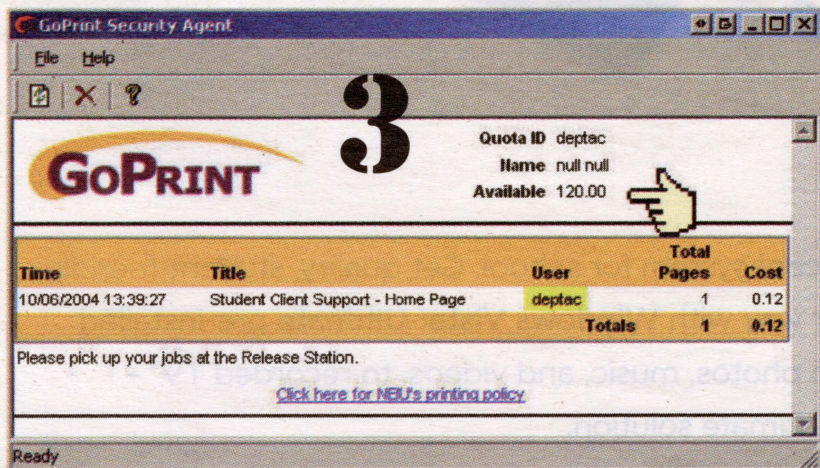 GoPrint Security Agent
File Help
3
GoPrint
Quota ID deptac
Name null null
Available 120.00
Time Title User Total Pages Cost
10/06/2004 13:39:27 Student Client Support - Home Page deptac 1 0.12
Totals 1 0.12
Please pick up your jobs at the Release Station.
Click here for NBU's printing policy
Ready